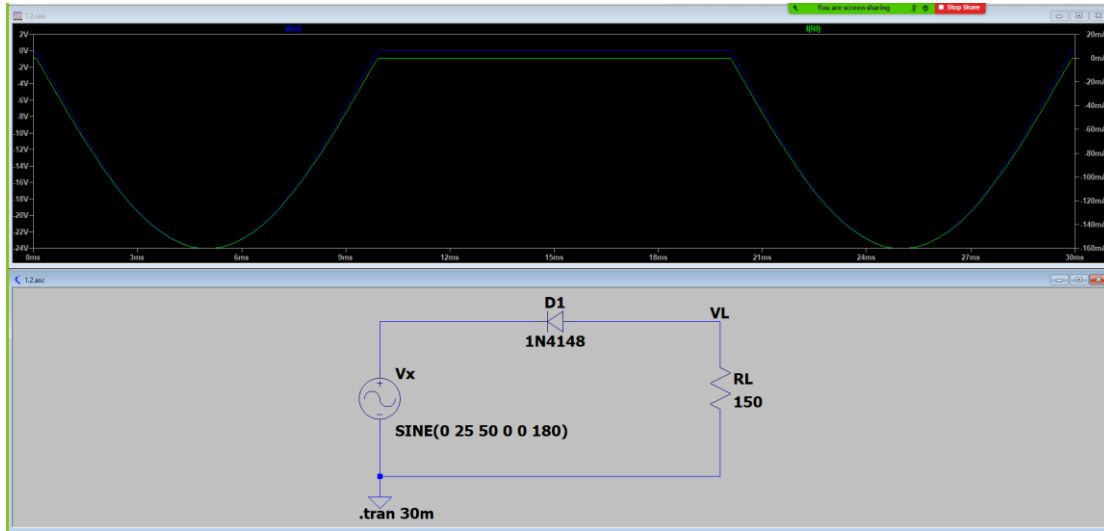 1.2.raw
You are screen sharing
Stop Share
V(vl)
I(Rl)
2V
0V
-2V
-4V
-6V
-8V
-10V
-12V
-14V
-16V
-18V
-20V
-22V
-24V
20mA
0mA
-20mA
-40mA
-60mA
-80mA
-100mA
-120mA
-140mA
-160mA
0ms 3ms 6ms 9ms 12ms 15ms 18ms 21ms 24ms 27ms 30ms
1.2.asc
D1
1N4148
VL
Vx
RL
150
SINE(0 25 50 0 0 180)
.tran 30m